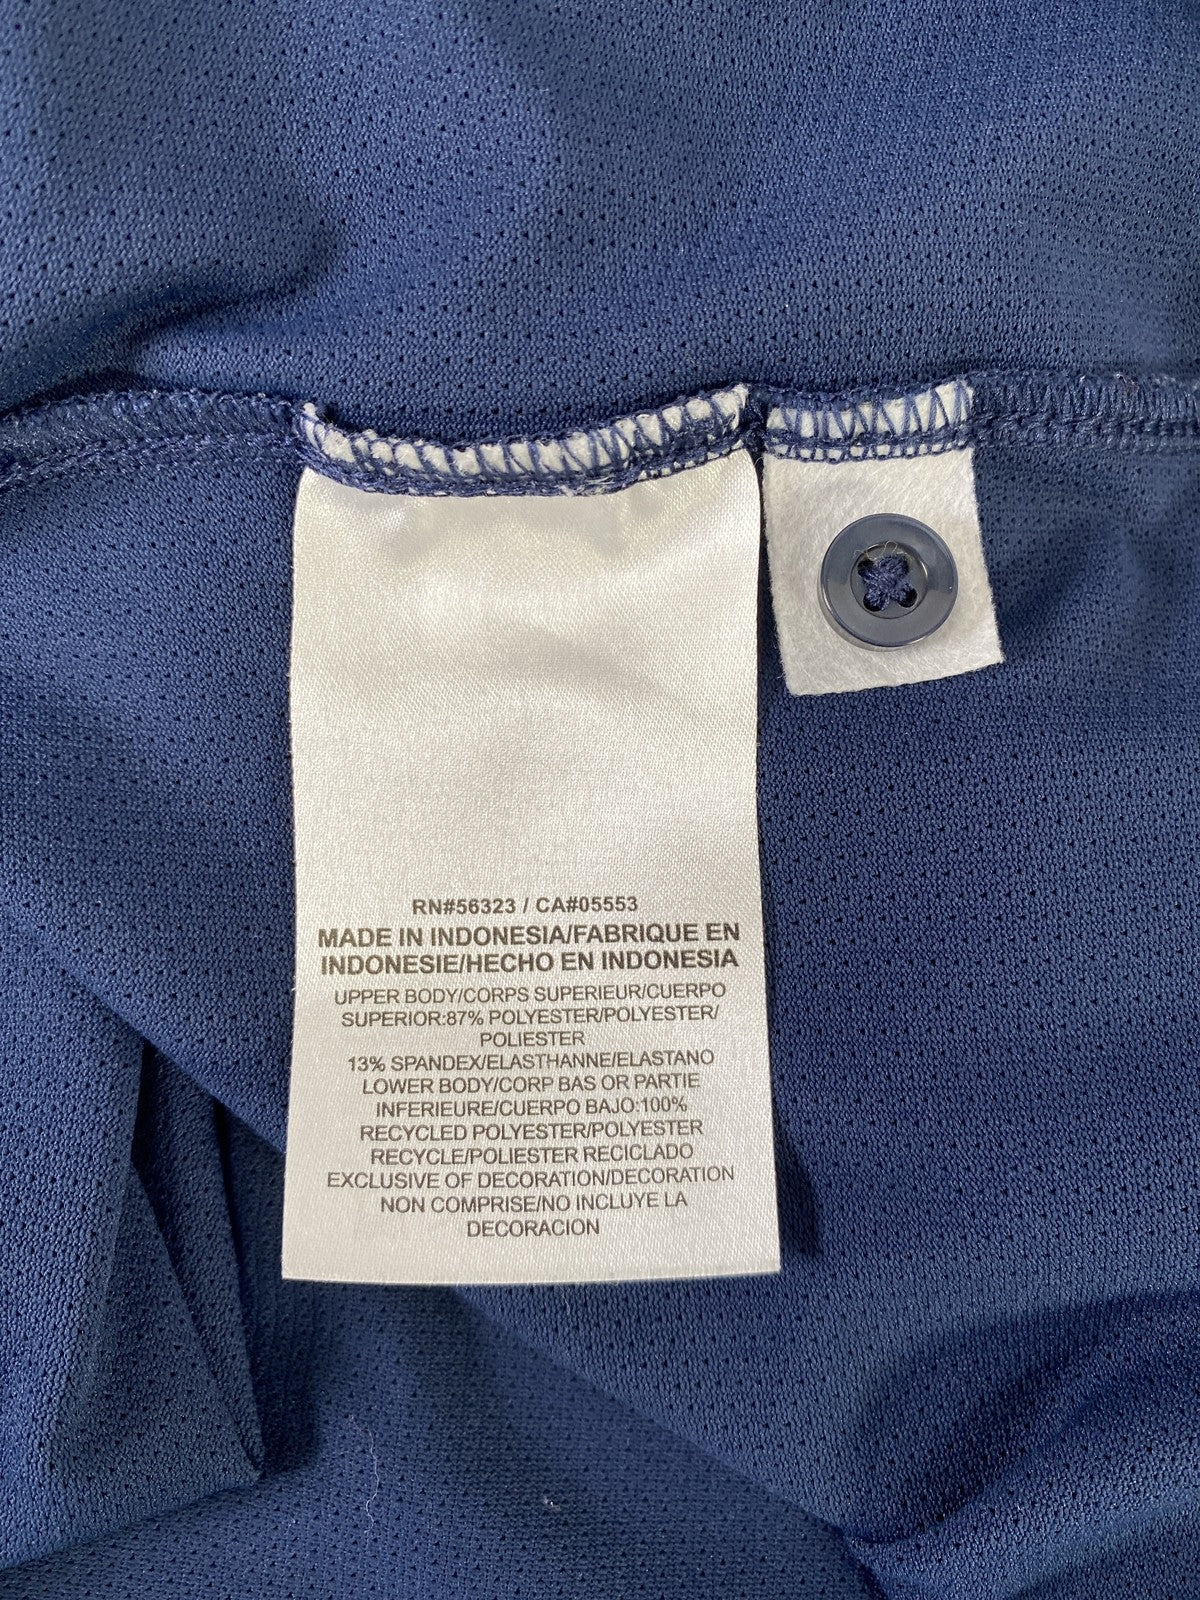 RN#56323 / CA#05553
MADE IN INDONESIA/FABRIQUE EN
INDONESIE/HECHO EN INDONESIA
UPPER BODY/CORPS SUPERIEUR/CUERPO
SUPERIOR:87% POLYESTER/POLYESTER/
POLIESTER
13% SPANDEX/ELASTHANNE/ELASTANO
LOWER BODY/CORP BAS OR PARTIE
INFERIEURE/CUERPO BAJO:100%
RECYCLED POLYESTER/POLYESTER
RECYCLE/POLIESTER RECICLADO
EXCLUSIVE OF DECORATION/DECORATION
NON COMPRISE/NO INCLUYE LA
DECORACION